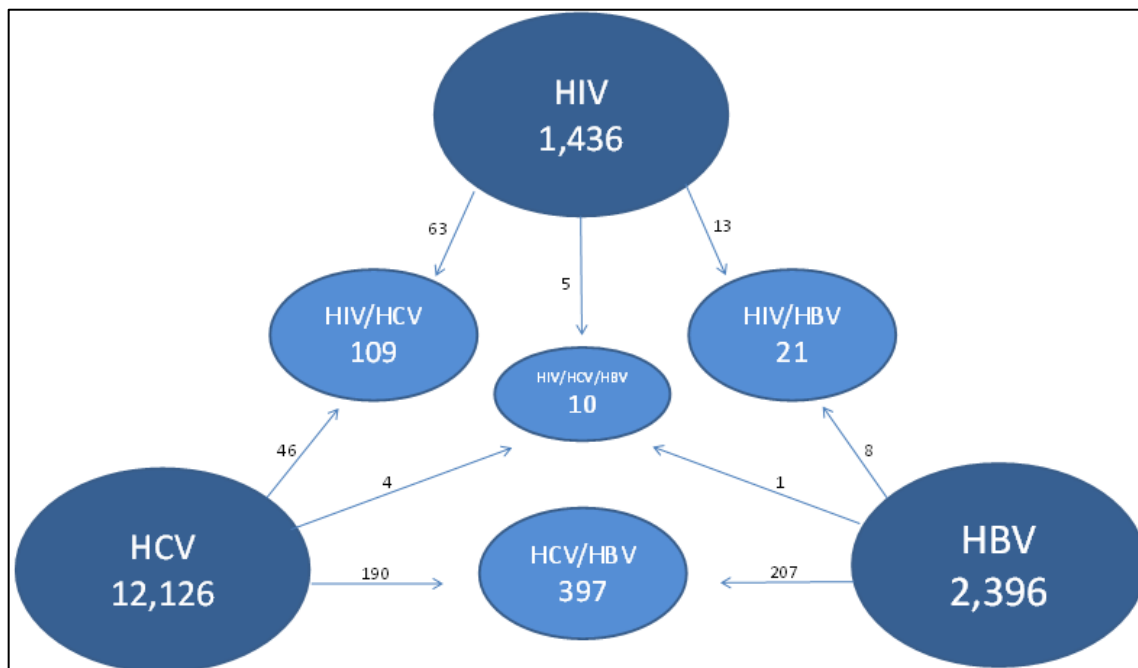 HIV
1,436
63
13
5
HIV/HCV
109
HIV/HBV
21
HIV/HCV/HBV
10
46
4
1
8
HCV
12,126
190
HCV/HBV
397
207
HBV
2,396